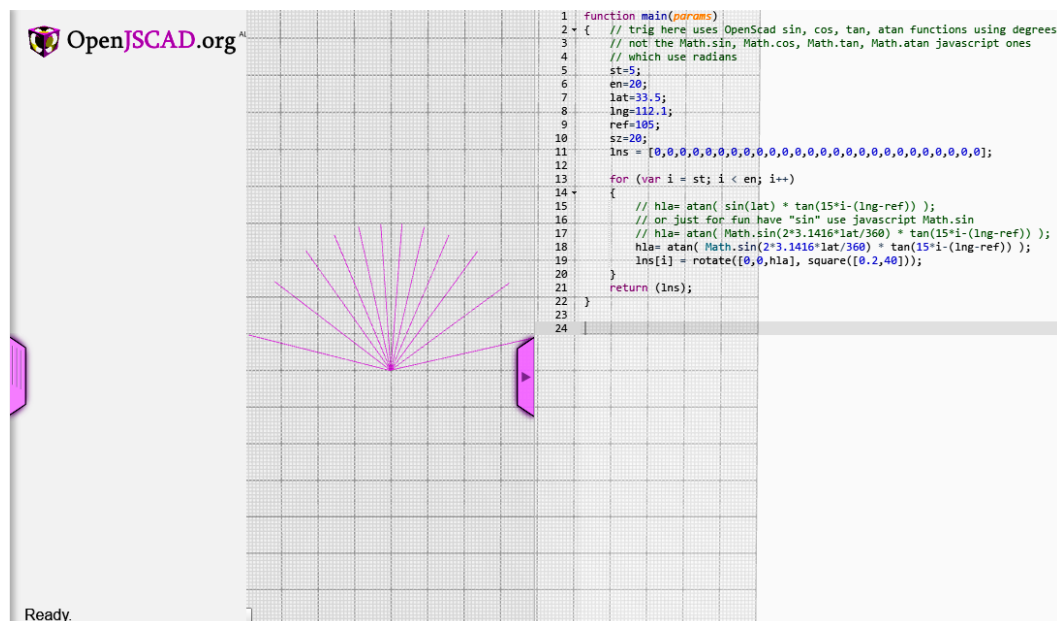 OpenJSCAD.org
1 function main(params)
2 { // trig here uses OpenScad sin, cos, tan, atan functions using degrees
3 // not the Math.sin, Math.cos, Math.tan, Math.atan javascript ones
4 // which use radians
5 st=5;
6 en=20;
7 lat=33.5;
8 lng=112.1;
9 ref=105;
10 sz=20;
11 lns = [0,0,0,0,0,0,0,0,0,0,0,0,0,0,0,0,0,0,0,0,0,0,0,0,0,0];
12
13 for (var i = st; i < en; i++)
14 {
15 // hla= atan( sin(lat) * tan(15*i-(lng-ref)) );
16 // or just for fun have "sin" use javascript Math.sin
17 // hla= atan( Math.sin(2*3.1416*lat/360) * tan(15*i-(lng-ref)) );
18 hla= atan( Math.sin(2*3.1416*lat/360) * tan(15*i-(lng-ref)) );
19 lns[i] = rotate([0,0,hla], square([0.2,40]));
20 }
21 return (lns);
22 }
23
24
Ready.